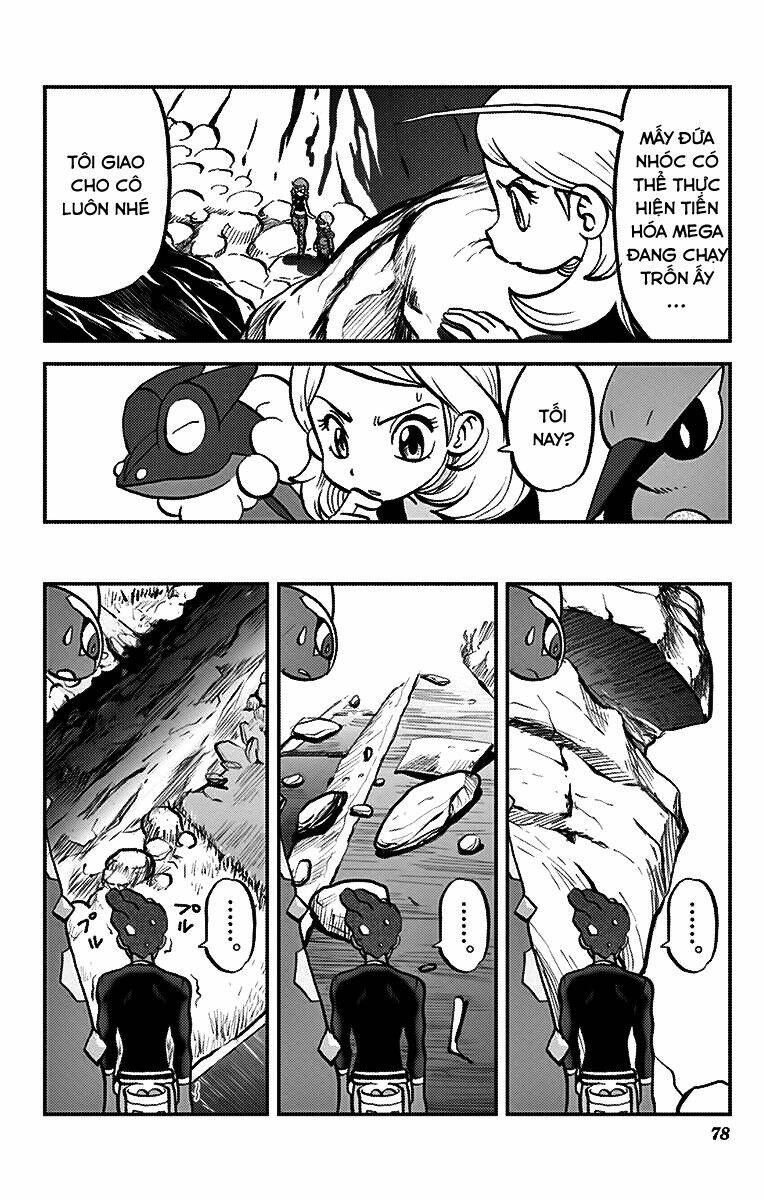 MẤY ĐỨA
NHÓC CÓ
THỂ THỰC
HIỆN TIẾN
HÓA MEGA
ĐANG CHẠY
TRỐN ẤY
...
TÔI GIAO
CHO CÔ
LUÔN NHÉ
TỐI
NAY?
……。
……。
……。
プルプル゜
78